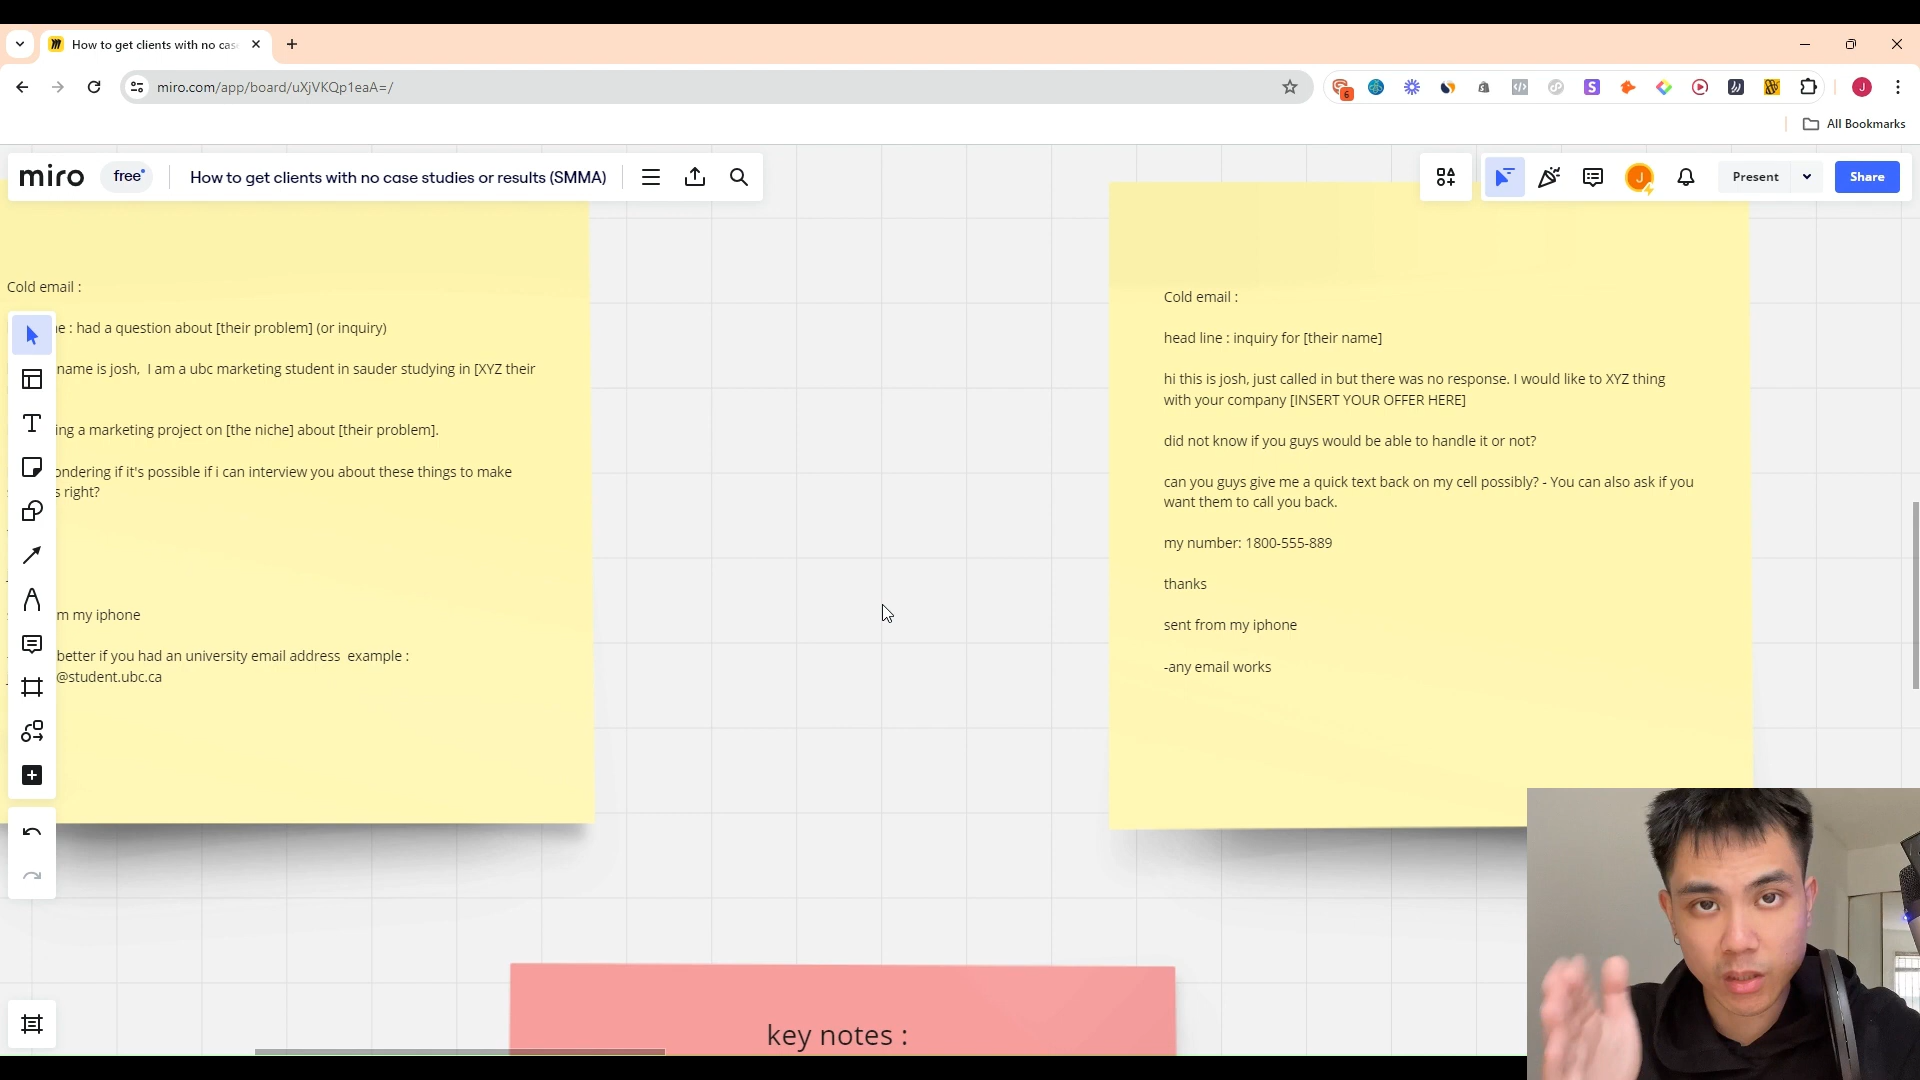 How to get clients with no cas
miro.com/app/board/uXjVKQp1eaA=/
6
S
J
All Bookmarks
miro
free
How to get clients with no case studies or results (SMMA)
J
Present
Share
Cold email :
e : had a question about [their problem] (or inquiry)
name is josh,  I am a ubc marketing student in sauder studying in [XYZ their
ing a marketing project on [the niche] about [their problem].
ondering if it's possible if i can interview you about these things to make
s right?
m my iphone
better if you had an university email address  example :
@student.ubc.ca
Cold email :
head line : inquiry for [their name]
hi this is josh, just called in but there was no response. I would like to XYZ thing
with your company [INSERT YOUR OFFER HERE]
did not know if you guys would be able to handle it or not?
can you guys give me a quick text back on my cell possibly? - You can also ask if you
want them to call you back.
my number: 1800-555-889
thanks
sent from my iphone
-any email works
key notes :